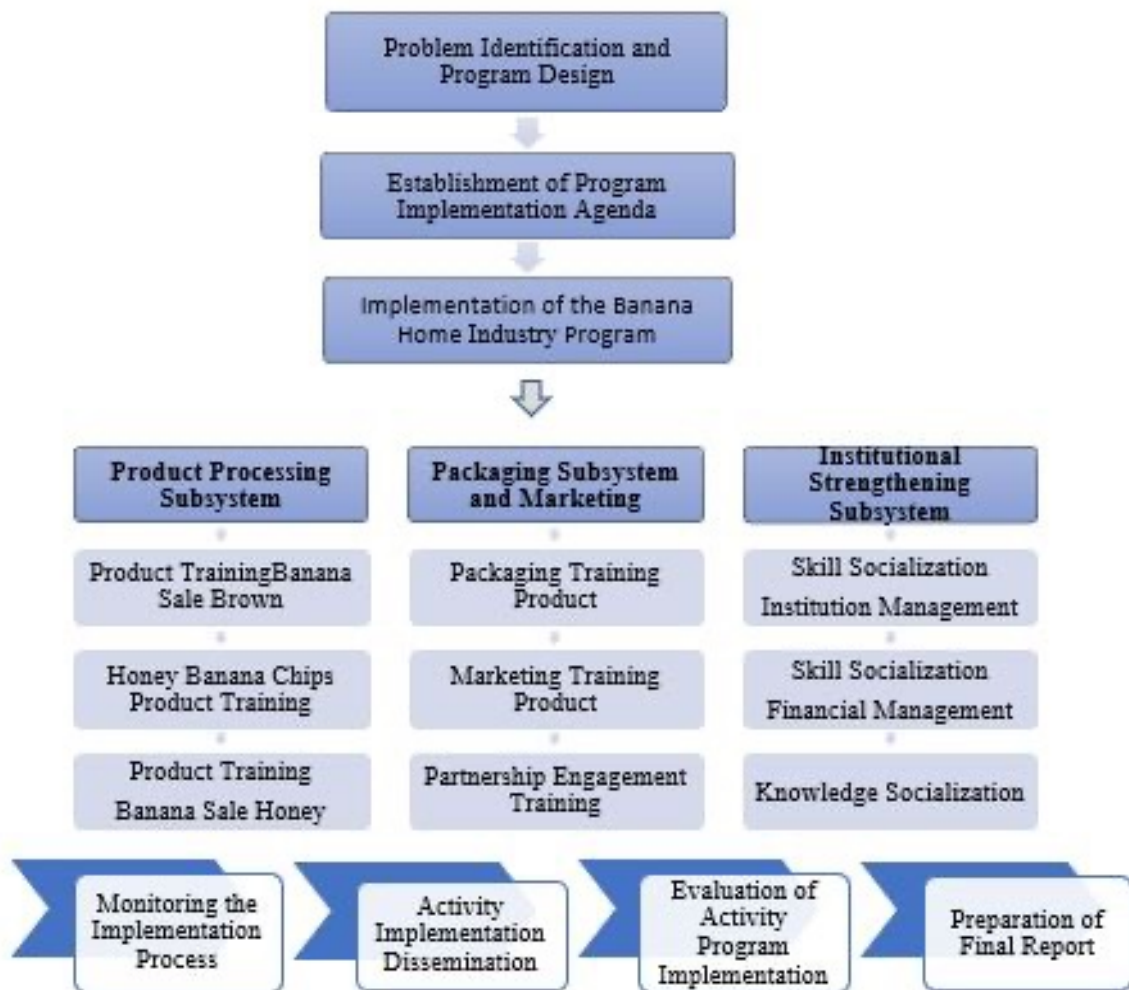 Problem Identification and
Program Design
Establishment of Program
Implementation Agenda
Implementation of the Banana
Home Industry Program
Product Processing
Subsystem
Product TrainingBanana
Sale Brown
Honey Banana Chips
Product Training
Product Training
Banana Sale Honey
Packaging Subsystem
and Marketing
Packaging Training
Product
Marketing Training
Product
Partnership Engagement
Training
Institutional
Strengthening
Subsystem
Skill Socialization
Institution Management
Skill Socialization
Financial Management
Knowledge Socialization
Monitoring the
Implementation
Process
Activity
Implementation
Dissemination
Evaluation of
Activity
Program
Implementation
Preparation of
Final Report